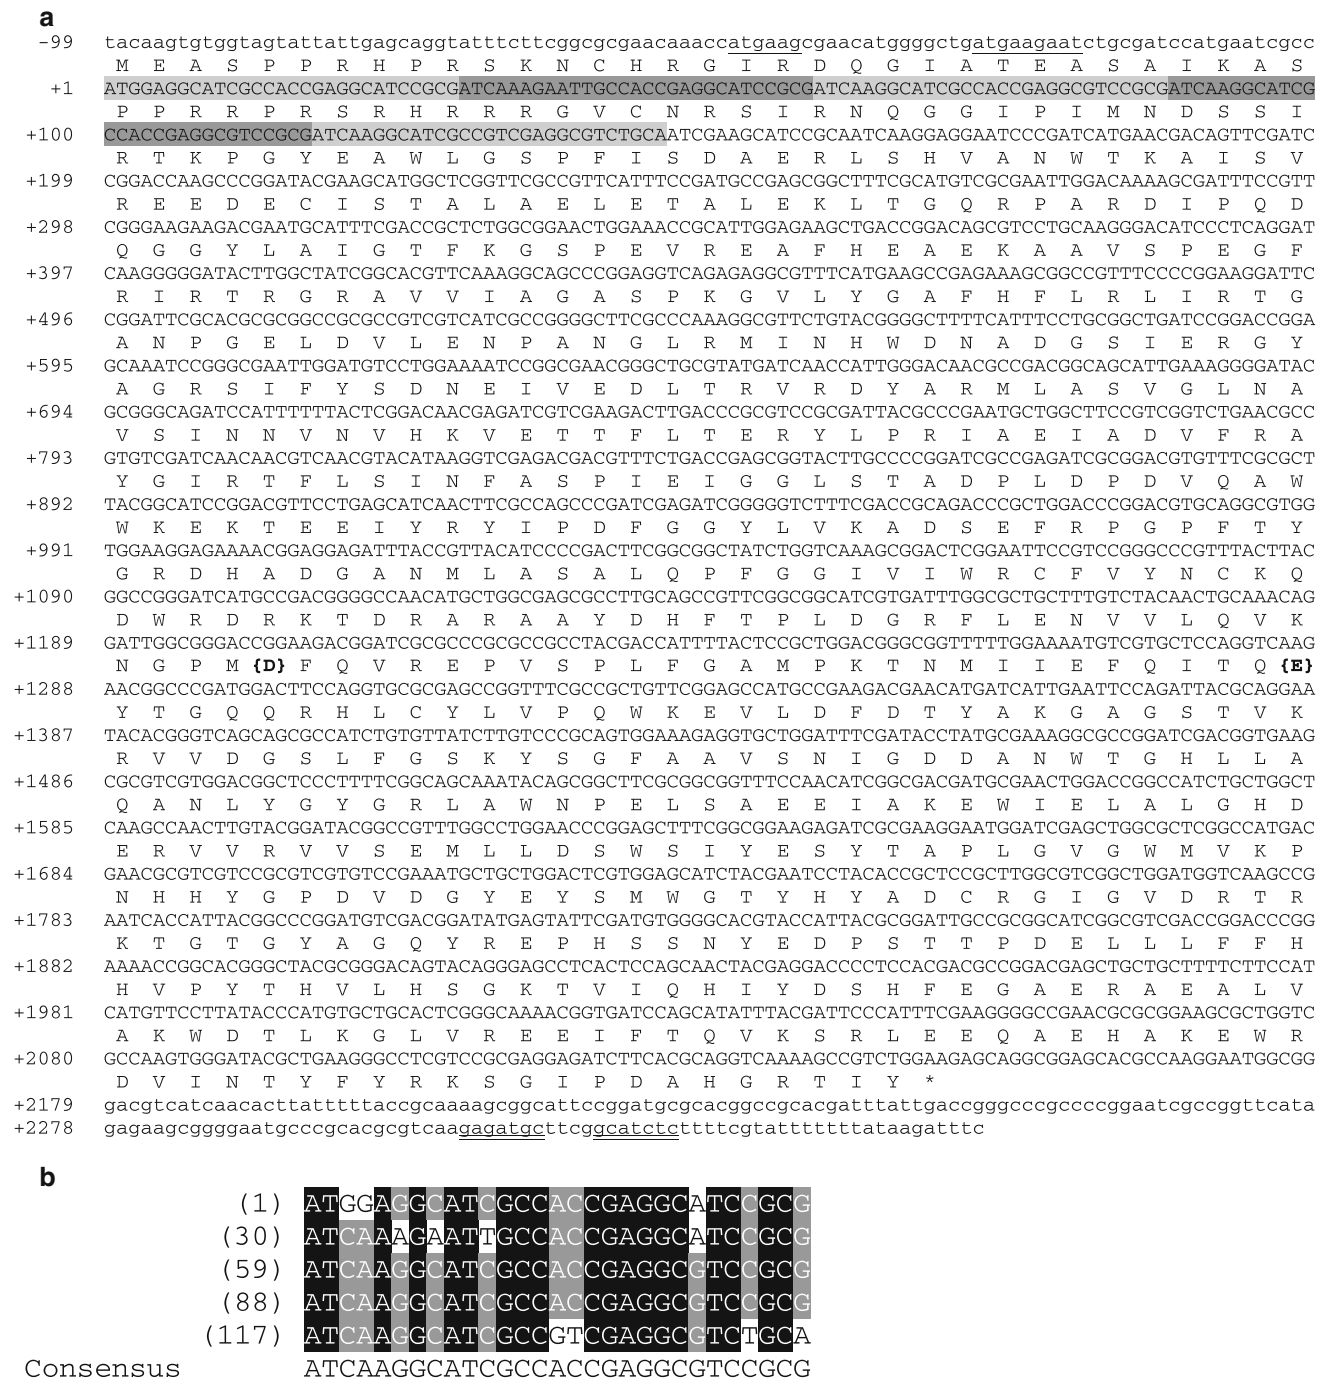 a
-99 tacaagtgtggtagtattattgagcaggtatttcttcggcgcgaacaaaccatgaagcgaacatggggctgatgaagaatctgcgatccatgaatcgcc
M E A S P P R H P R S K N C H R G I R D Q G I A T E A S A I K A S
+1 ATGGAGGCATCGCCACCGAGGCATCCGCGATCAAAGAATTGCCACCGAGGCATCCGCGATCAAGGCATCGCCACCGAGGCGTCCGCGATCAAGGCATCG
P P R R P R S R H R R R G V C N R S I R N Q G G I P I M N D S S I
+100 CCACCGAGGCGTCCGCGATCAAGGCATCGCCGTCGAGGCGTCTGCAATCGAAGCATCCGCAATCAAGGAGGAATCCCGATCATGAACGACAGTTCGATC
R T K P G Y E A W L G S P F I S D A E R L S H V A N W T K A I S V
+199 CGGACCAAGCCCGGATACGAAGCATGGCTCGGTTCGCCGTTCATTTCCGATGCCGAGCGGCTTTCGCATGTCGCGAATTGGACAAAAGCGATTTCCGTT
R E E D E C I S T A L A E L E T A L E K L T G Q R P A R D I P Q D
+298 CGGGAAGAAGACGAATGCATTTCGACCGCTCTGGCGGAACTGGAAACCGCATTGGAGAAGCTGACCGGACAGCGTCCTGCAAGGGACATCCCTCAGGAT
Q G G Y L A I G T F K G S P E V R E A F H E A E K A A V S P E G F
+397 CAAGGGGGATACTTGGCTATCGGCACGTTCAAAGGCAGCCCGGAGGTCAGAGAGGCGTTTCATGAAGCCGAGAAAGCGGCCGTTTCCCCGGAAGGATTC
R I R T R G R A V V I A G A S P K G V L Y G A F H F L R L I R T G
+496 CGGATTCGCACGCGCGGCCGCGCCGTCGTCATCGCCGGGGCTTCGCCCAAAGGCGTTCTGTACGGGGCTTTTCATTTCCTGCGGCTGATCCGGACCGGA
A N P G E L D V L E N P A N G L R M I N H W D N A D G S I E R G Y
+595 GCAAATCCGGGCGAATTGGATGTCCTGGAAAATCCGGCGAACGGGCTGCGTATGATCAACCATTGGGACAACGCCGACGGCAGCATTGAAAGGGGATAC
A G R S I F Y S D N E I V E D L T R V R D Y A R M L A S V G L N A
+694 GCGGGCAGATCCATTTTTTACTCGGACAACGAGATCGTCGAAGACTTGACCCGCGTCCGCGATTACGCCCGAATGCTGGCTTCCGTCGGTCTGAACGCC
V S I N N V N V H K V E T T F L T E R Y L P R I A E I A D V F R A
+793 GTGTCGATCAACAACGTCAACGTACATAAGGTCGAGACGACGTTTCTGACCGAGCGGTACTTGCCCCGGATCGCCGAGATCGCGGACGTGTTTCGCGCT
Y G I R T F L S I N F A S P I E I G G L S T A D P L D P D V Q A W
+892 TACGGCATCCGGACGTTCCTGAGCATCAACTTCGCCAGCCCGATCGAGATCGGGGGTCTTTCGACCGCAGACCCGCTGGACCCGGACGTGCAGGCGTGG
W K E K T E E I Y R Y I P D F G G Y L V K A D S E F R P G P F T Y
+991 TGGAAGGAGAAAACGGAGGAGATTTACCGTTACATCCCCGACTTCGGCGGCTATCTGGTCAAAGCGGACTCGGAATTCCGTCCGGGCCCGTTTACTTAC
G R D H A D G A N M L A S A L Q P F G G I V I W R C F V Y N C K Q
+1090 GGCCGGGATCATGCCGACGGGGCCAACATGCTGGCGAGCGCCTTGCAGCCGTTCGGCGGCATCGTGATTTGGCGCTGCTTTGTCTACAACTGCAAACAG
D W R D R K T D R A R A A Y D H F T P L D G R F L E N V V L Q V K
+1189 GATTGGCGGGACCGGAAGACGGATCGCGCCCGCGCCGCCTACGACCATTTTACTCCGCTGGACGGGCGGTTTTTGGAAAATGTCGTGCTCCAGGTCAAG
N G P M {D} F Q V R E P V S P L F G A M P K T N M I I E F Q I T Q {E}
+1288 AACGGCCCGATGGACTTCCAGGTGCGCGAGCCGGTTTCGCCGCTGTTCGGAGCCATGCCGAAGACGAACATGATCATTGAATTCCAGATTACGCAGGAA
Y T G Q Q R H L C Y L V P Q W K E V L D F D T Y A K G A G S T V K
+1387 TACACGGGTCAGCAGCGCCATCTGTGTTATCTTGTCCCGCAGTGGAAAGAGGTGCTGGATTTCGATACCTATGCGAAAGGCGCCGGATCGACGGTGAAG
R V V D G S L F G S K Y S G F A A V S N I G D D A N W T G H L L A
+1486 CGCGTCGTGGACGGCTCCCTTTTCGGCAGCAAATACAGCGGCTTCGCGGCGGTTTCCAACATCGGCGACGATGCGAACTGGACCGGCCATCTGCTGGCT
Q A N L Y G Y G R L A W N P E L S A E E I A K E W I E L A L G H D
+1585 CAAGCCAACTTGTACGGATACGGCCGTTTGGCCTGGAACCCGGAGCTTTCGGCGGAAGAGATCGCGAAGGAATGGATCGAGCTGGCGCTCGGCCATGAC
E R V V R V V S E M L L D S W S I Y E S Y T A P L G V G W M V K P
+1684 GAACGCGTCGTCCGCGTCGTGTCCGAAATGCTGCTGGACTCGTGGAGCATCTACGAATCCTACACCGCTCCGCTTGGCGTCGGCTGGATGGTCAAGCCG
N H H Y G P D V D G Y E Y S M W G T Y H Y A D C R G I G V D R T R
+1783 AATCACCATTACGGCCCGGATGTCGACGGATATGAGTATTCGATGTGGGGCACGTACCATTACGCGGATTGCCGCGGCATCGGCGTCGACCGGACCCGG
K T G T G Y A G Q Y R E P H S S N Y E D P S T T P D E L L L F F H
+1882 AAAACCGGCACGGGCTACGCGGGACAGTACAGGGAGCCTCACTCCAGCAACTACGAGGACCCCTCCACGACGCCGGACGAGCTGCTGCTTTTCTTCCAT
H V P Y T H V L H S G K T V I Q H I Y D S H F E G A E R A E A L V
+1981 CATGTTCCTTATACCCATGTGCTGCACTCGGGCAAAACGGTGATCCAGCATATTTACGATTCCCATTTCGAAGGGGCCGAACGCGCGGAAGCGCTGGTC
A K W D T L K G L V R E E I F T Q V K S R L E E Q A E H A K E W R
+2080 GCCAAGTGGGATACGCTGAAGGGCCTCGTCCGCGAGGAGATCTTCACGCAGGTCAAAAGCCGTCTGGAAGAGCAGGCGGAGCACGCCAAGGAATGGCGG
D V I N T Y F Y R K S G I P D A H G R T I Y *
+2179 gacgtcatcaacacttatttttaccgcaaaagcggcattccggatgcgcacggccgcacgatttattgaccgggcccgccccggaatcgccggttcata
+2278 gagaagcggggaatgcccgcacgcgtcaagagatgcttcgggcatctcttttcgtatttttttataagatttc
b
(1) ATGGAGGCATCGCCACCGAGGCATCCGCG
(30) ATCAAAGAATTGCCACCGAGGCATCCGCG
(59) ATCAAGGCATCGCCACCGAGGCGTCCGCG
(88) ATCAAGGCATCGCCACCGAGGCGTCCGCG
(117) ATCAAGGCATCGCCGTCGAGGCGTCTGCA
Consensus ATCAAGGCATCGCCACCGAGGCGTCCGCG